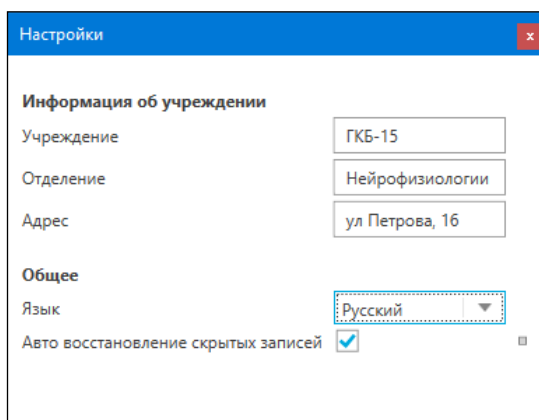 Настройки
x
Информация об учреждении
Учреждение ГКБ-15
Отделение Нейрофизиологии
Адрес ул Петрова, 16
Общее
Язык Русский
Авто восстановление скрытых записей